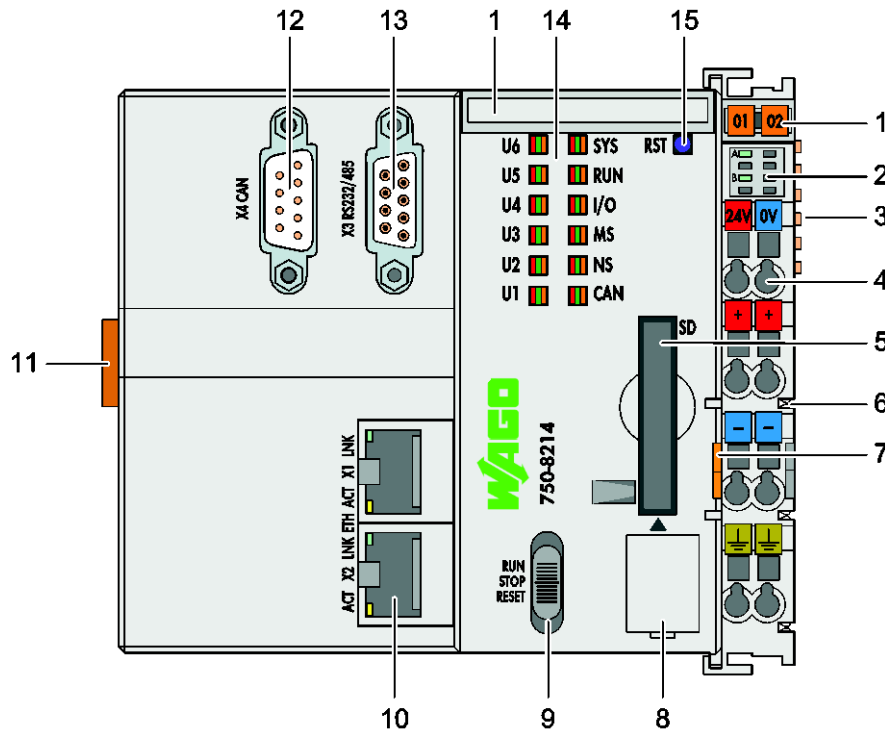 12 13 1 14 15
01 02 1
A
B
2
24V 0V 3
4
+ +
5
6
- -
7
X4 CAN
X3 RS232/485
U6 SYS RST
U5 RUN
U4 I/O
U3 MS
U2 NS
U1 CAN
SD
11
WAGO
750-8214
ACT X1 LNK
ETH
ACT X2 LNK
RUN
STOP
RESET
10 9 8